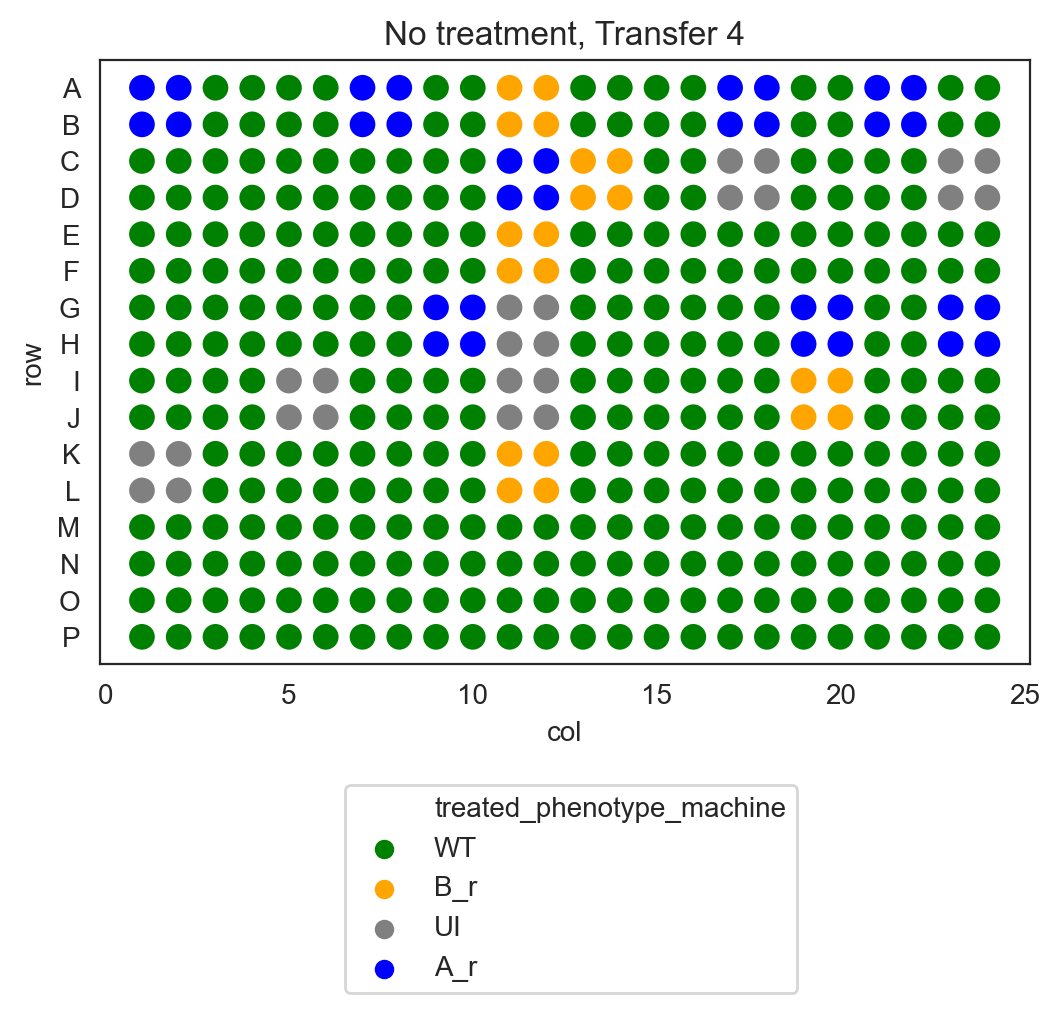 No treatment, Transfer 4
A
B
C
D
E
F
G
H
I
J
K
L
M
N
O
P
row
0 5 10 15 20 25
col
treated_phenotype_machine
WT
B_r
UI
A_r